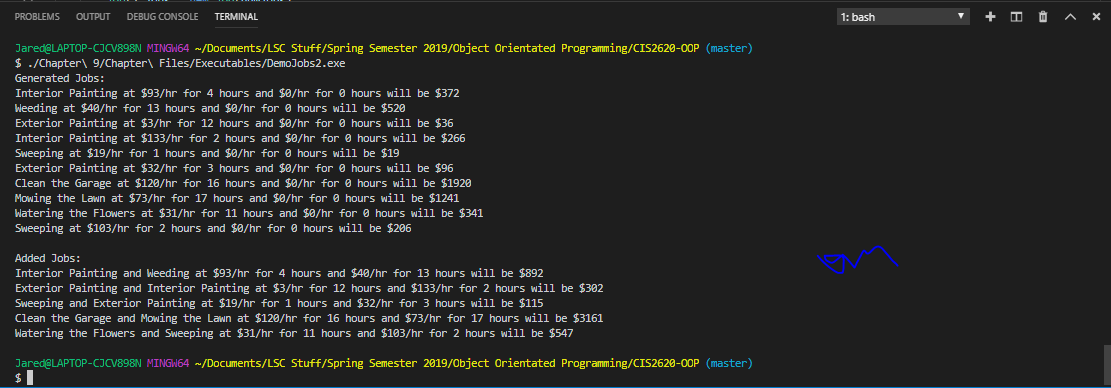 PROBLEMS OUTPUT DEBUG CONSOLE TERMINAL 1: bash
Jared@LAPTOP-CJCV898N MINGW64 ~/Documents/LSC Stuff/Spring Semester 2019/Object Orientated Programming/CIS2620-OOP (master)
$ ./Chapter\ 9/Chapter\ Files/Executables/DemoJobs2.exe
Generated Jobs:
Interior Painting at $93/hr for 4 hours and $0/hr for 0 hours will be $372
Weeding at $40/hr for 13 hours and $0/hr for 0 hours will be $520
Exterior Painting at $3/hr for 12 hours and $0/hr for 0 hours will be $36
Interior Painting at $133/hr for 2 hours and $0/hr for 0 hours will be $266
Sweeping at $19/hr for 1 hours and $0/hr for 0 hours will be $19
Exterior Painting at $32/hr for 3 hours and $0/hr for 0 hours will be $96
Clean the Garage at $120/hr for 16 hours and $0/hr for 0 hours will be $1920
Mowing the Lawn at $73/hr for 17 hours and $0/hr for 0 hours will be $1241
Watering the Flowers at $31/hr for 11 hours and $0/hr for 0 hours will be $341
Sweeping at $103/hr for 2 hours and $0/hr for 0 hours will be $206
Added Jobs:
Interior Painting and Weeding at $93/hr for 4 hours and $40/hr for 13 hours will be $892
Exterior Painting and Interior Painting at $3/hr for 12 hours and $133/hr for 2 hours will be $302
Sweeping and Exterior Painting at $19/hr for 1 hours and $32/hr for 3 hours will be $115
Clean the Garage and Mowing the Lawn at $120/hr for 16 hours and $73/hr for 17 hours will be $3161
Watering the Flowers and Sweeping at $31/hr for 11 hours and $103/hr for 2 hours will be $547
Jared@LAPTOP-CJCV898N MINGW64 ~/Documents/LSC Stuff/Spring Semester 2019/Object Orientated Programming/CIS2620-OOP (master)
$